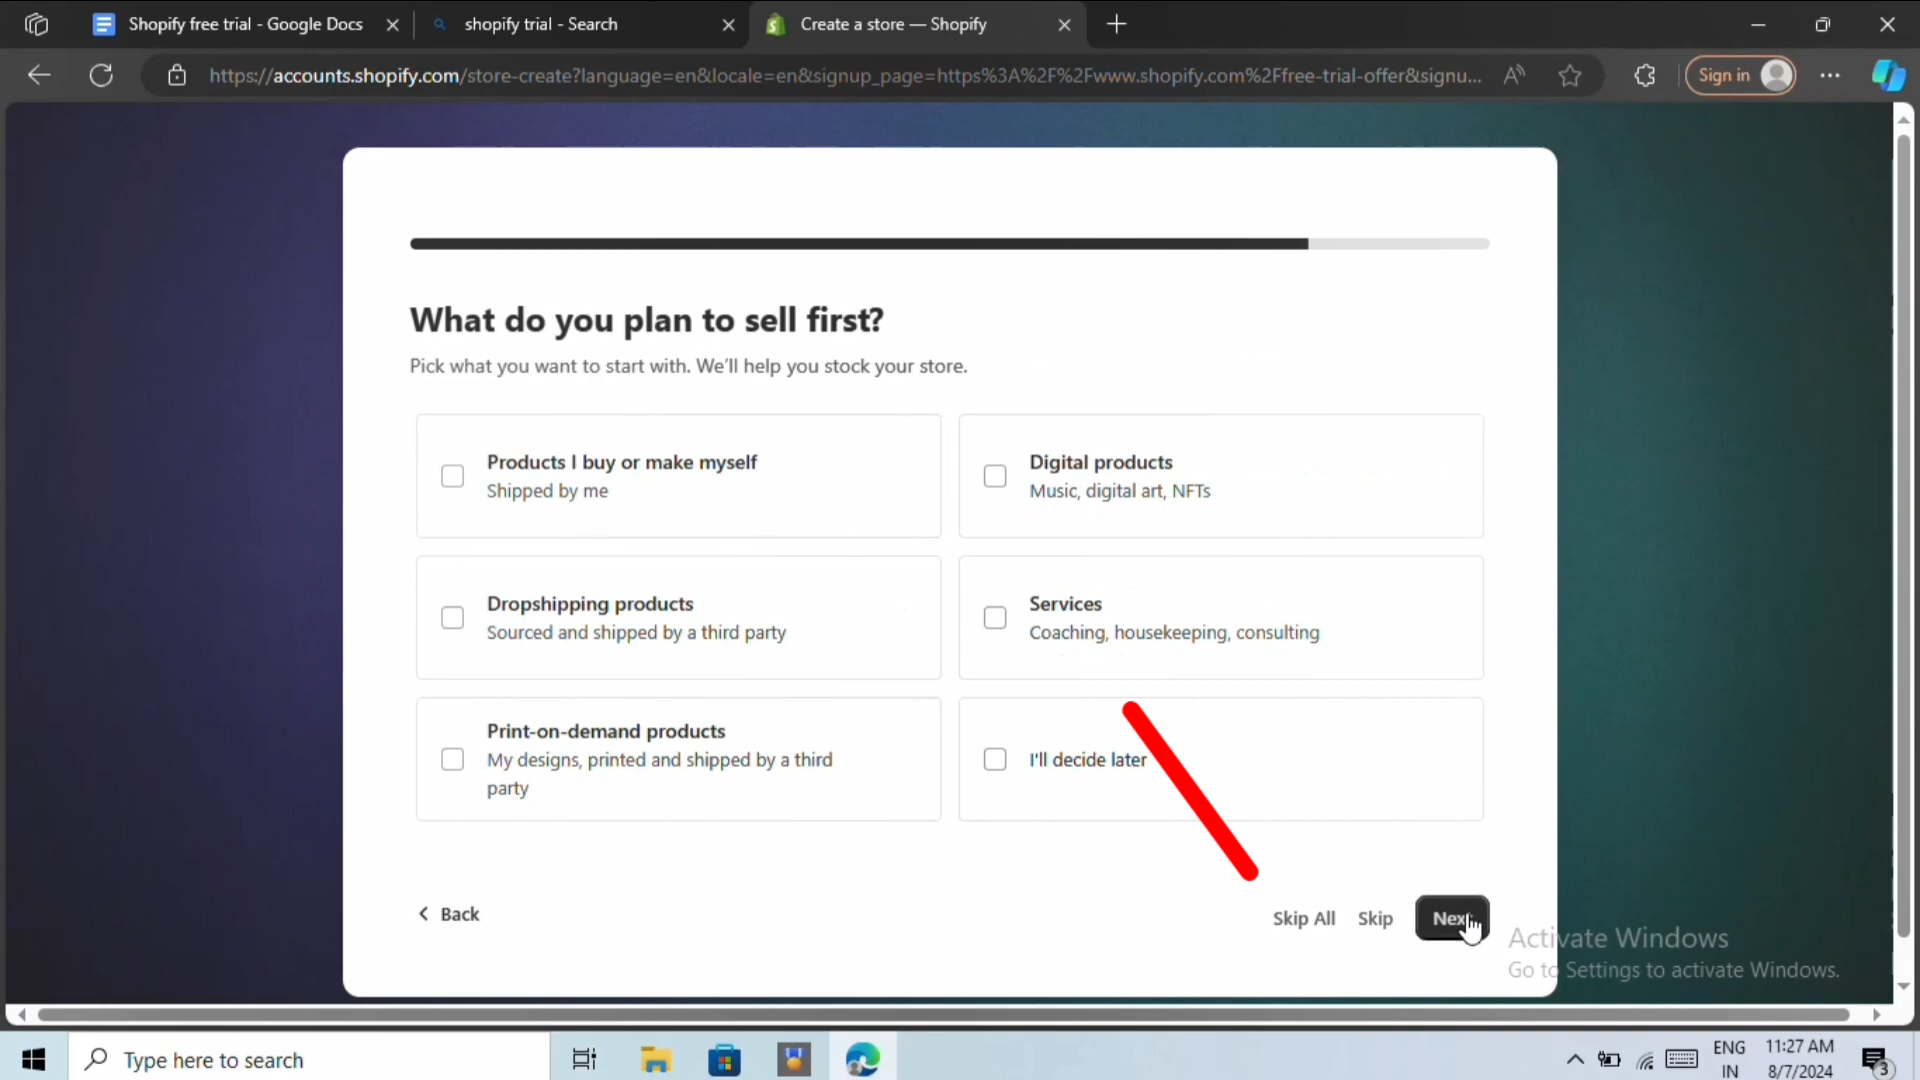 Shopify free trial - Google Docs
shopify trial - Search
Create a store — Shopify
https://accounts.shopify.com/store-create?language=en&locale=en&signup_page=https%3A%2F%2Fwww.shopify.com%2Ffree-trial-offer&signu...
Sign in
What do you plan to sell first?
Pick what you want to start with. We'll help you stock your store.
Products I buy or make myself
Shipped by me
Digital products
Music, digital art, NFTs
Dropshipping products
Sourced and shipped by a third party
Services
Coaching, housekeeping, consulting
Print-on-demand products
My designs, printed and shipped by a third
party
I'll decide later
Back
Skip All
Skip
Next
Activate Windows
Go to Settings to activate Windows.
Type here to search
ENG
IN
11:27 AM
8/7/2024
3